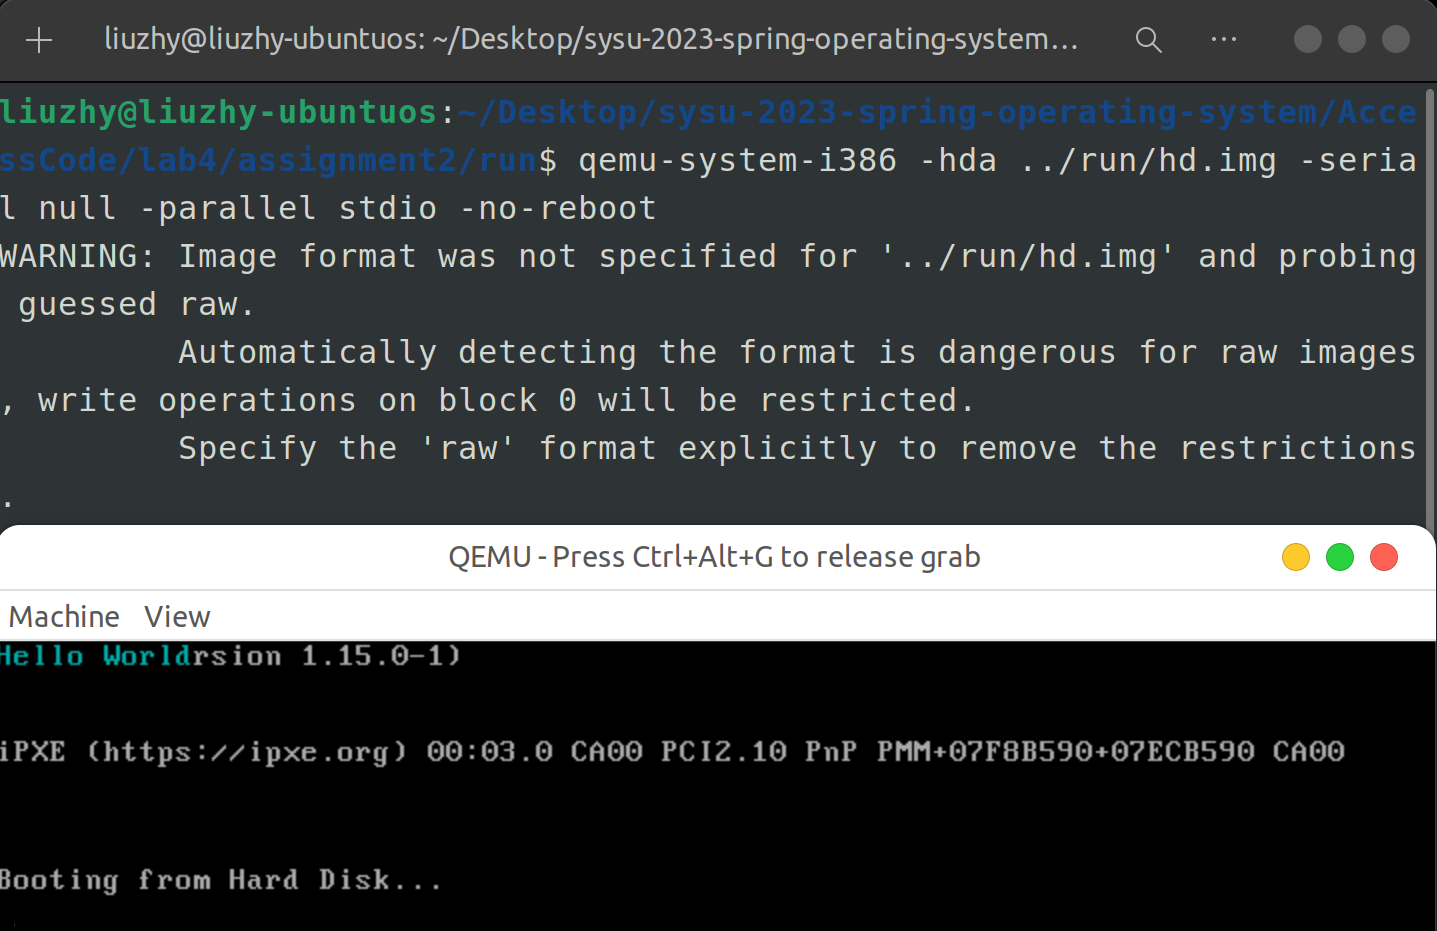 liuzhy@liuzhy-ubuntuos: ~/Desktop/sysu-2023-spring-operating-system...
liuzhy@liuzhy-ubuntuos:~/Desktop/sysu-2023-spring-operating-system/Acce
ssCode/lab4/assignment2/run$ qemu-system-i386 -hda ../run/hd.img -seria
l null -parallel stdio -no-reboot
WARNING: Image format was not specified for '../run/hd.img' and probing
 guessed raw.
         Automatically detecting the format is dangerous for raw images
, write operations on block 0 will be restricted.
         Specify the 'raw' format explicitly to remove the restrictions
.
QEMU - Press Ctrl+Alt+G to release grab
Machine View
Hello Worldrsion 1.15.0-1)
iPXE (https://ipxe.org) 00:03.0 CA00 PCI2.10 PnP PMM+07F8B590+07ECB590 CA00
Booting from Hard Disk...